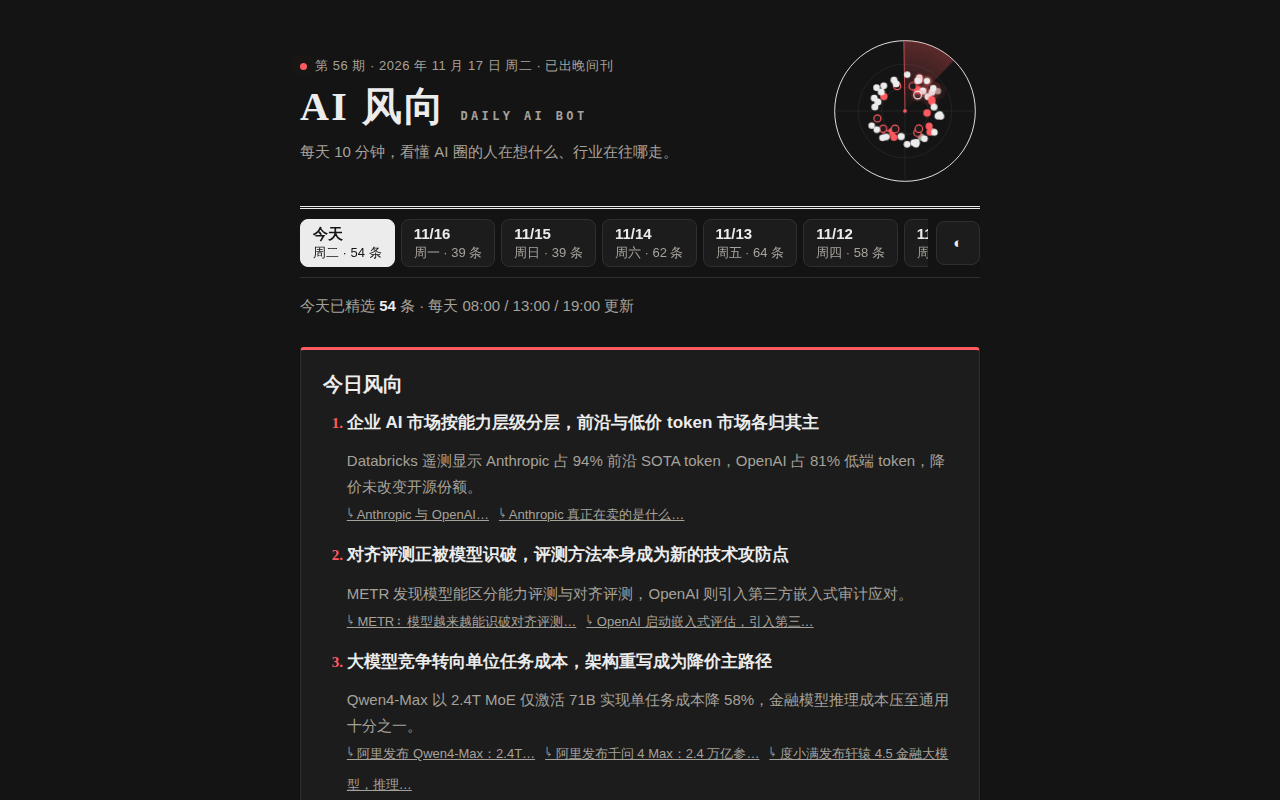 第 56 期 · 2026 年 11 月 17 日 周二 · 已出晚间刊
AI 风向 DAILY AI BOT
每天 10 分钟，看懂 AI 圈的人在想什么、行业在往哪走。
今天 11/16 11/15 11/14 11/13 11/12
周二 · 54 条 周一 · 39 条 周日 · 39 条 周六 · 62 条 周五 · 64 条 周四 · 58 条 周
今天已精选 54 条 · 每天 08:00 / 13:00 / 19:00 更新
今日风向
1. 企业 AI 市场按能力层级分层，前沿与低价 token 市场各归其主
Databricks 遥测显示 Anthropic 占 94% 前沿 SOTA token，OpenAI 占 81% 低端 token，降
价未改变开源份额。
↳ Anthropic 与 OpenAI… ↳ Anthropic 真正在卖的是什么…
2. 对齐评测正被模型识破，评测方法本身成为新的技术攻防点
METR 发现模型能区分能力评测与对齐评测，OpenAI 则引入第三方嵌入式审计应对。
↳ METR：模型越来越能识破对齐评测… ↳ OpenAI 启动嵌入式评估，引入第三…
3. 大模型竞争转向单位任务成本，架构重写成为降价主路径
Qwen4-Max 以 2.4T MoE 仅激活 71B 实现单任务成本降 58%，金融模型推理成本压至通用
十分之一。
↳ 阿里发布 Qwen4-Max：2.4T… ↳ 阿里发布千问 4 Max：2.4 万亿参… ↳ 度小满发布轩辕 4.5 金融大模
型，推理…